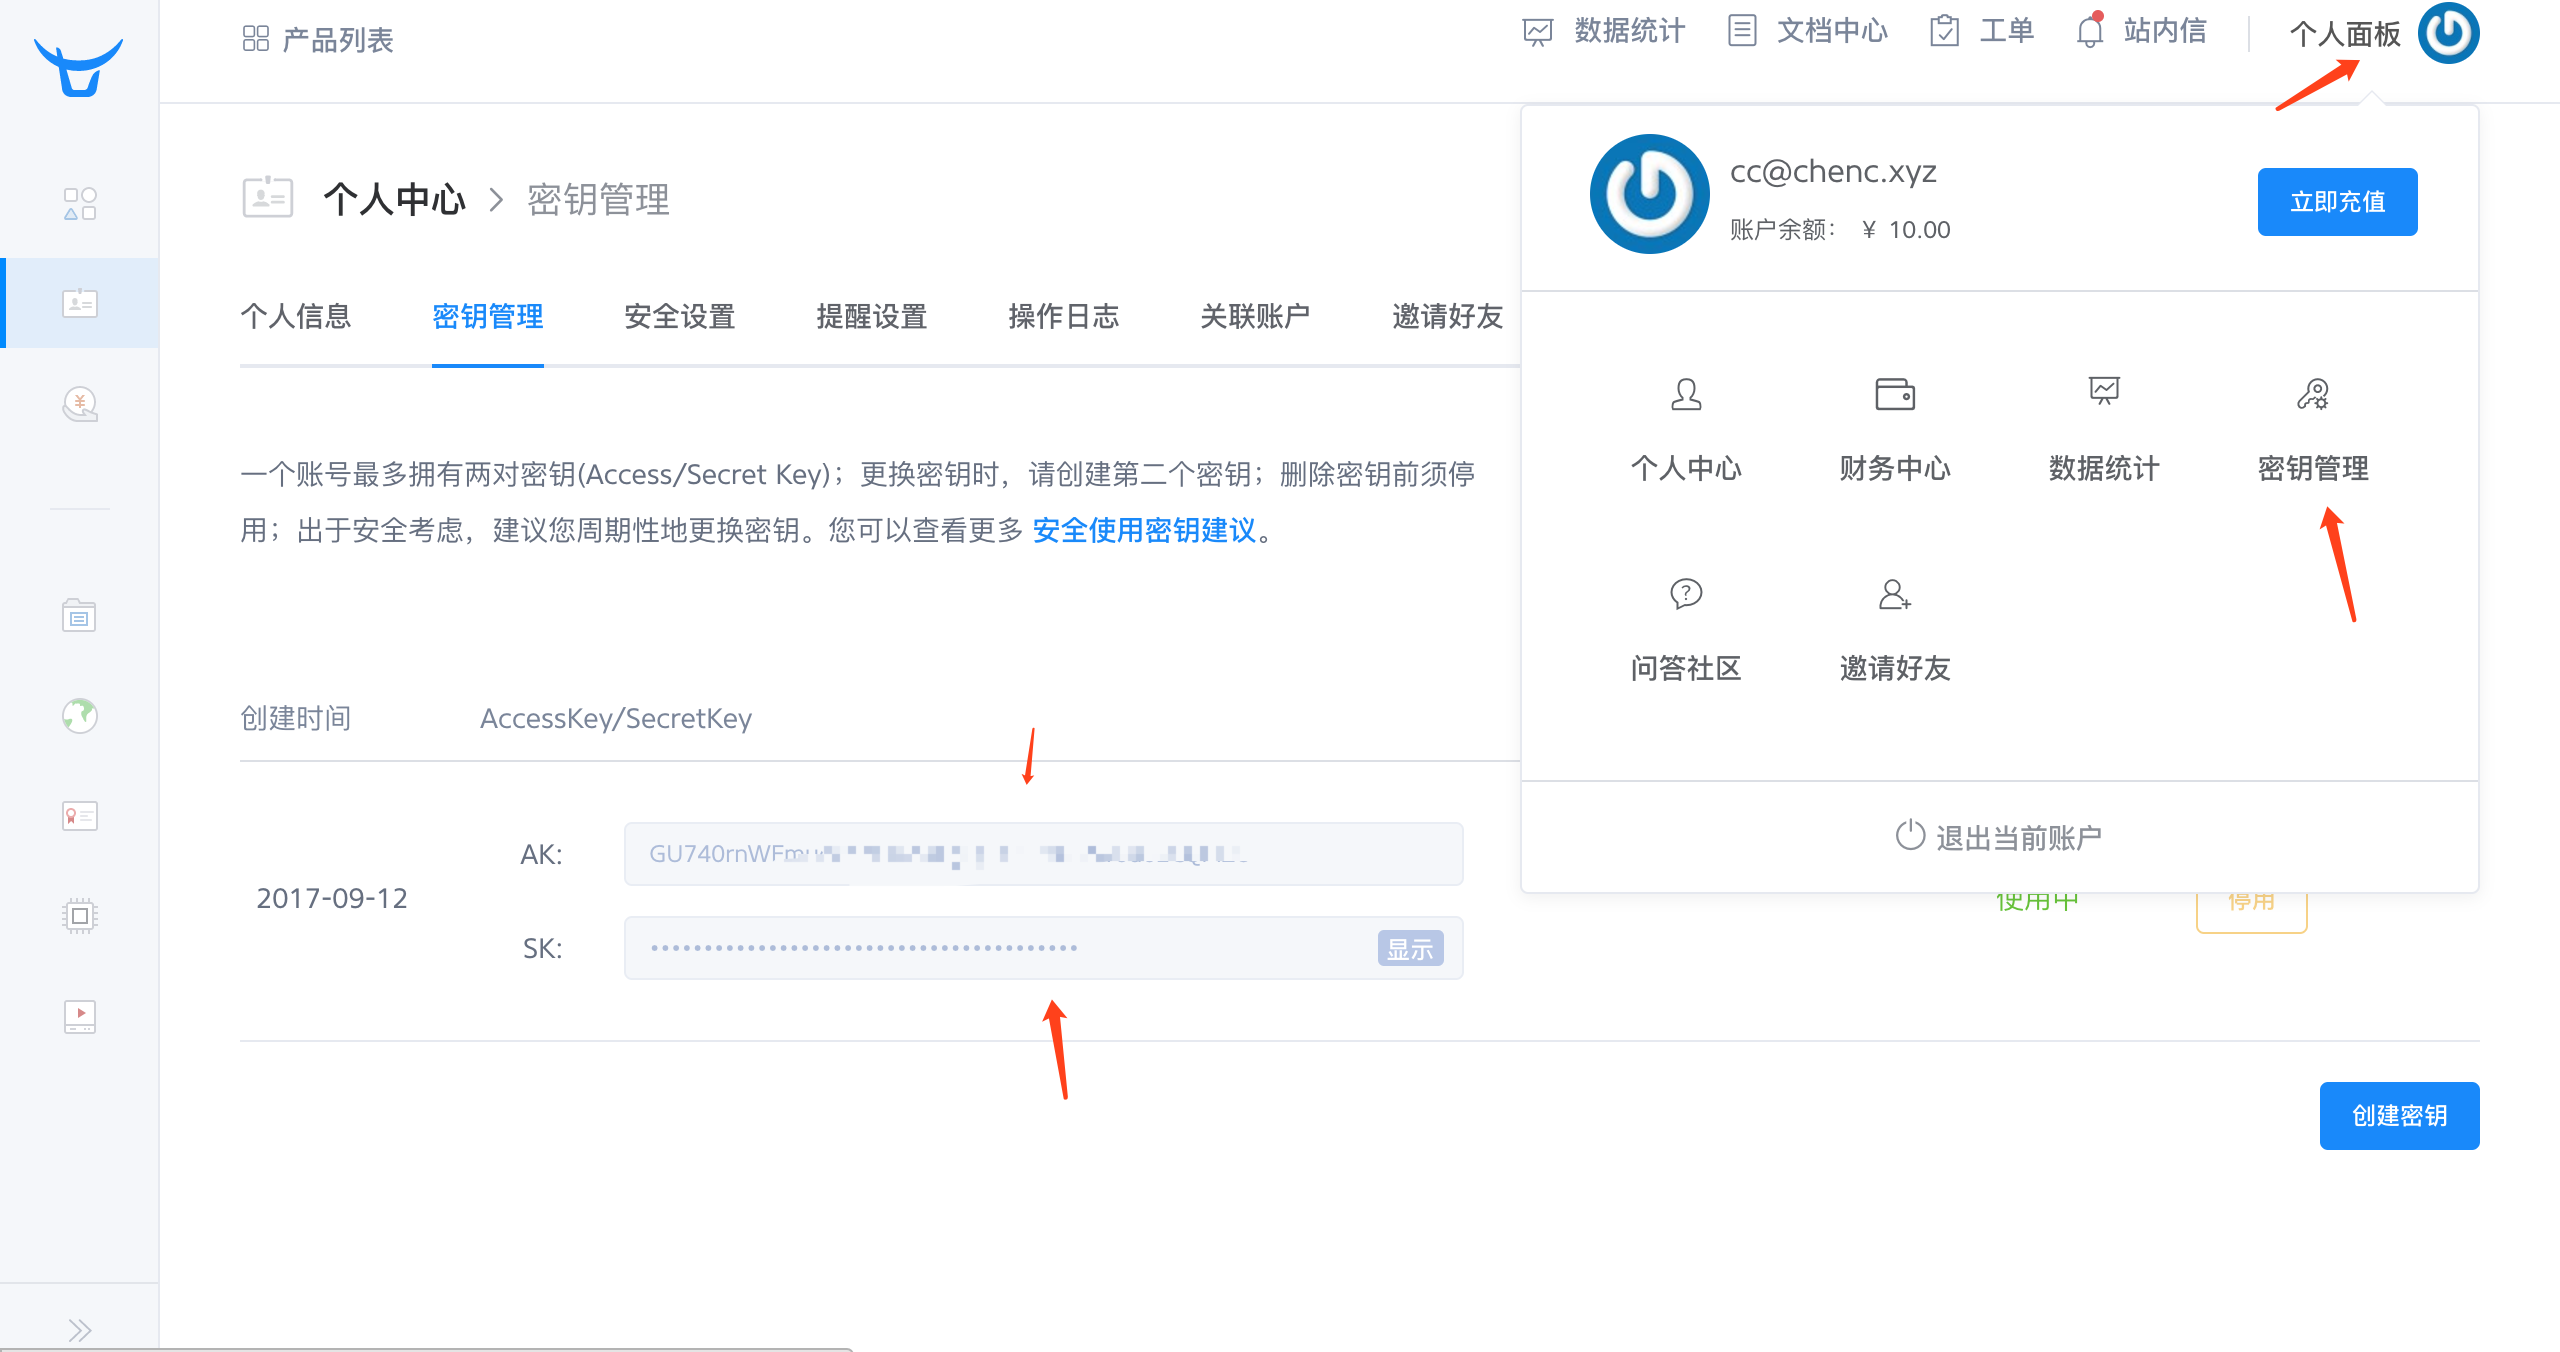 产品列表
数据统计
文档中心
工单
站内信
个人面板
cc@chenc.xyz
账户余额： ¥ 10.00
立即充值
个人中心 > 密钥管理
个人信息
密钥管理
安全设置
提醒设置
操作日志
关联账户
邀请好友
个人中心
财务中心
数据统计
密钥管理
问答社区
邀请好友
退出当前账户
一个账号最多拥有两对密钥(Access/Secret Key)；更换密钥时，请创建第二个密钥；删除密钥前须停
用；出于安全考虑，建议您周期性地更换密钥。您可以查看更多 安全使用密钥建议。
创建时间
AccessKey/SecretKey
2017-09-12
AK:
GU740rnWFm
SK:
显示
使用中
停用
创建密钥